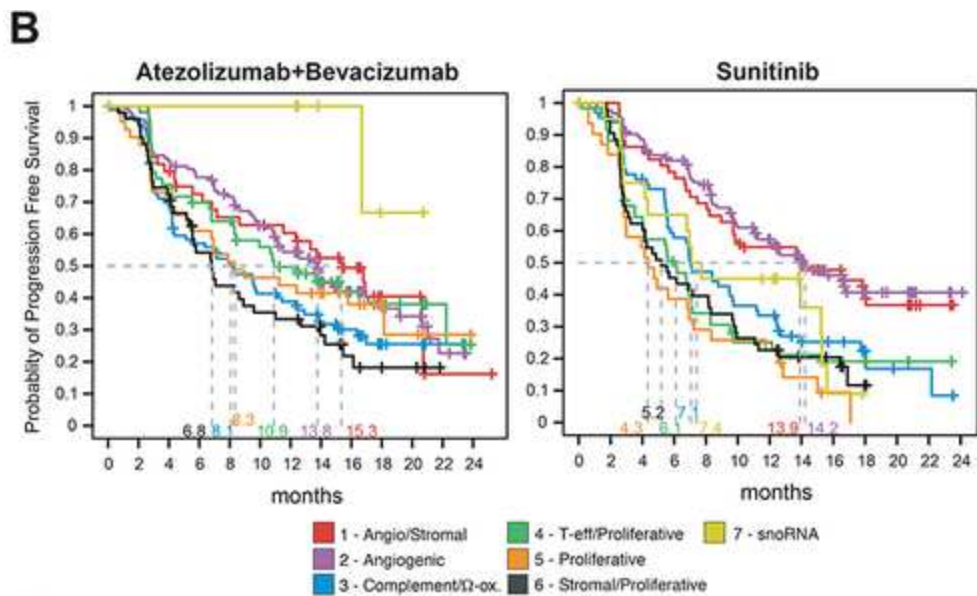 B
Atezolizumab+Bevacizumab
Sunitinib
Probablity of Progression Free Survival
1
0.9
0.8
0.7
0.6
0.5
0.4
0.3
0.2
0.1
0
6.8
8.1
8.3
10.9
13.8
15.3
0 2 4 6 8 10 12 14 16 18 20 22 24
months
1
0.9
0.8
0.7
0.6
0.5
0.4
0.3
0.2
0.1
0
4.3
5.2
6.1
7.1
7.4
13.9
14.2
0 2 4 6 8 10 12 14 16 18 20 22 24
months
1 - Angio/Stromal
2 - Angiogenic
3 - Complement/Ω-ox.
4 - T-eff/Proliferative
5 - Proliferative
6 - Stromal/Proliferative
7 - snoRNA